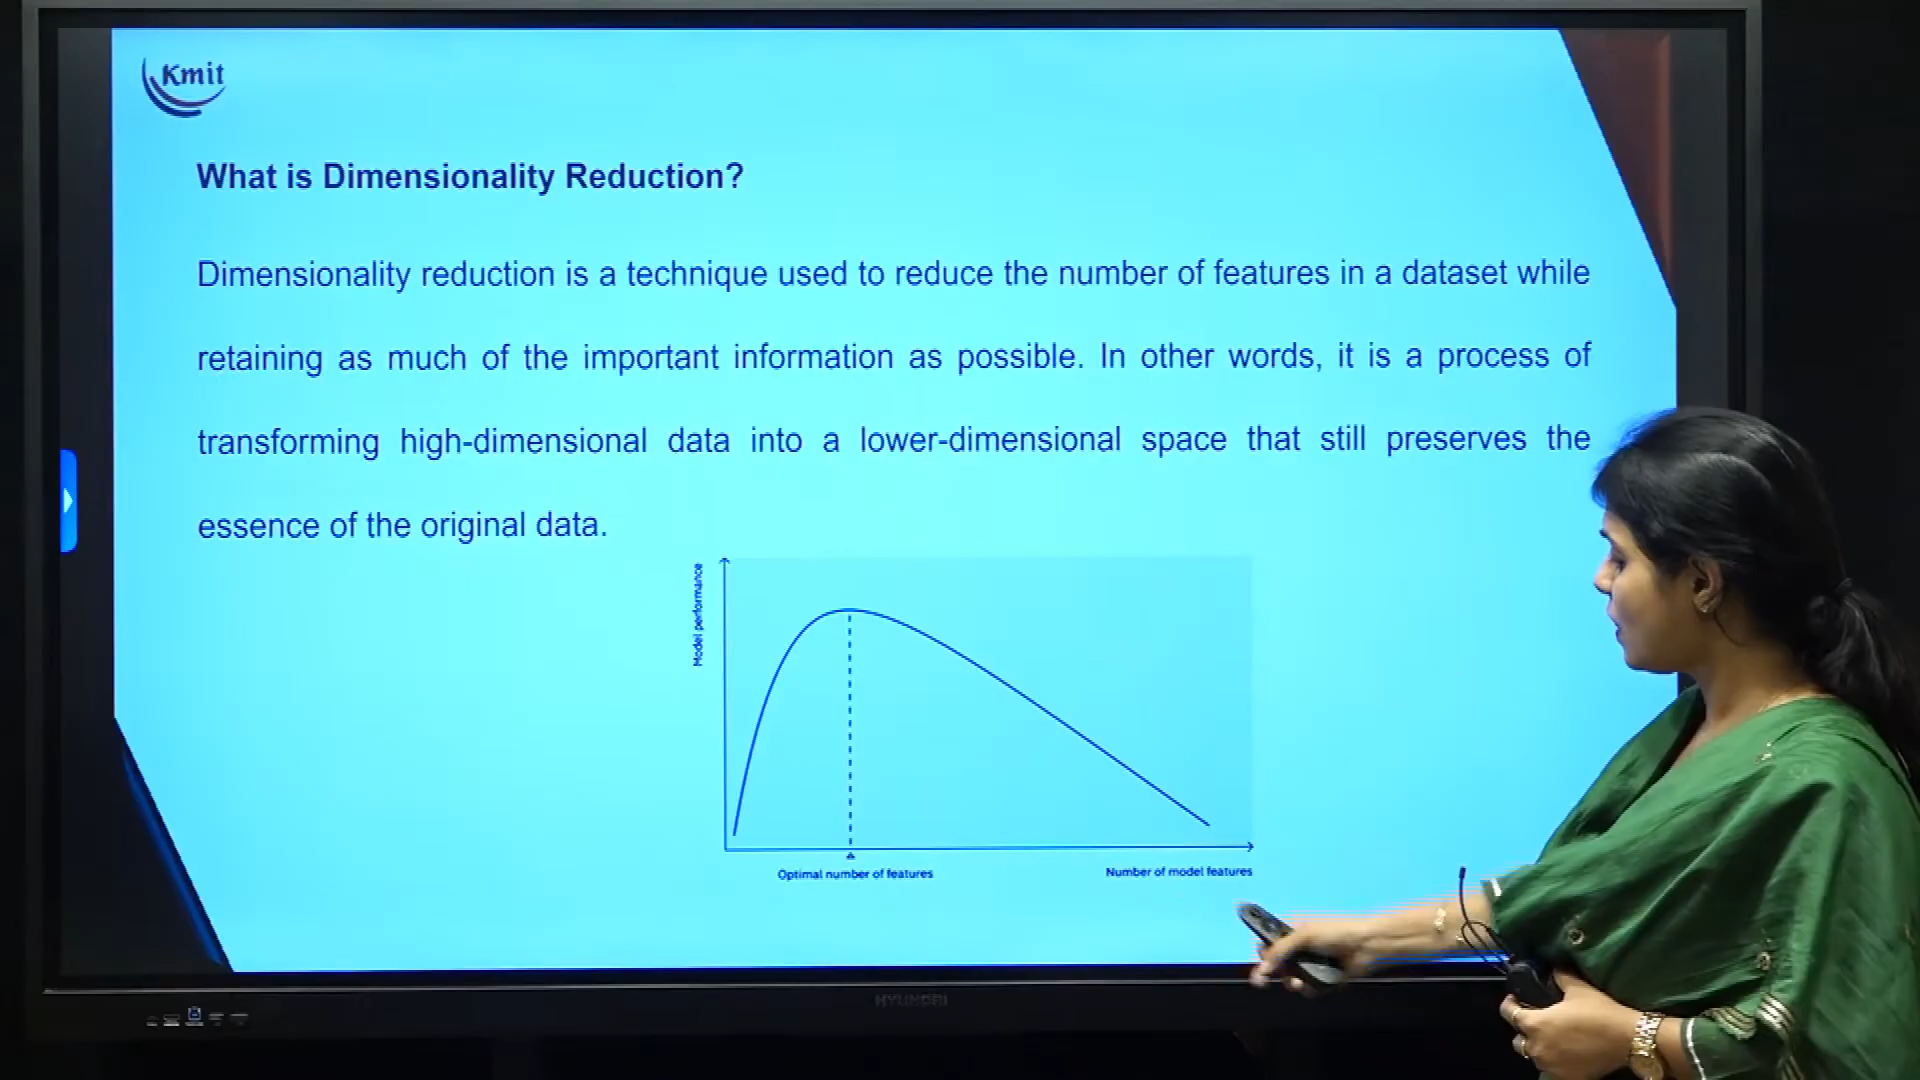 Kmit
What is Dimensionality Reduction?
Dimensionality reduction is a technique used to reduce the number of features in a dataset while
retaining as much of the important information as possible. In other words, it is a process of
transforming high-dimensional data into a lower-dimensional space that still preserves the
essence of the original data.
Model performance
Optimal number of features
Number of model features
HYUNDAI